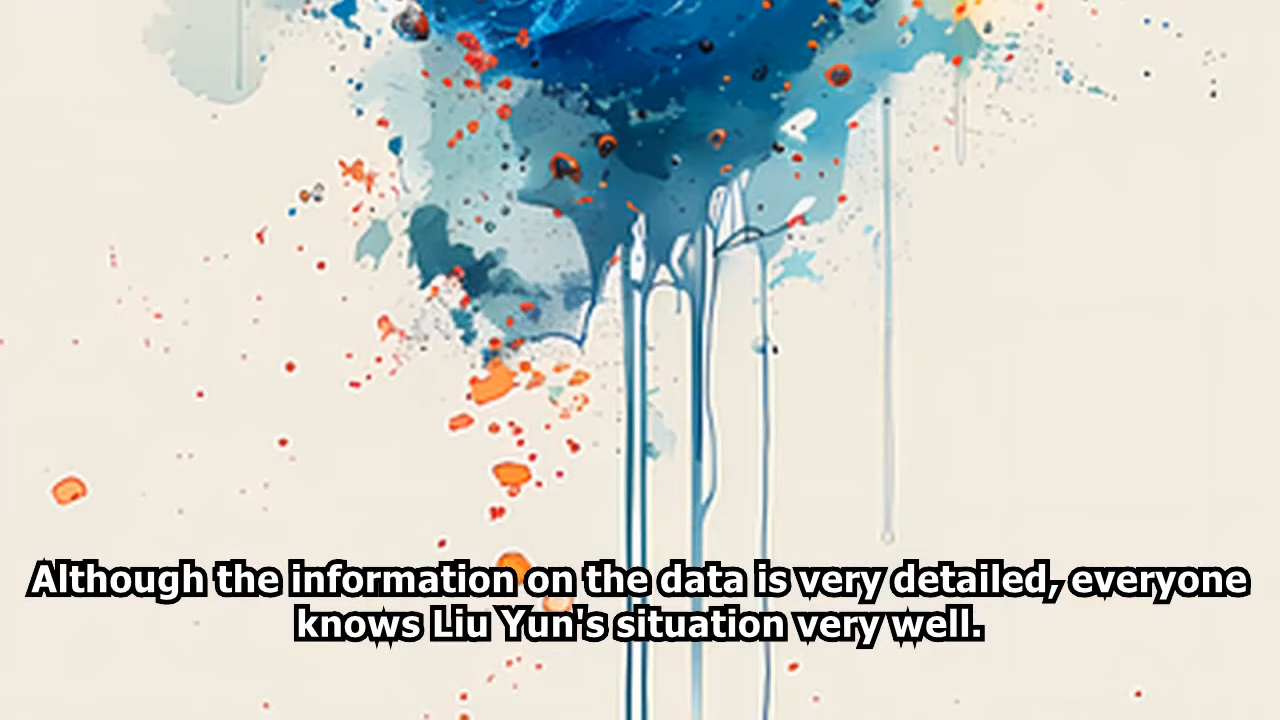 Although the information on the data is very detailed, everyone
knows Liu Yun's situation very well.